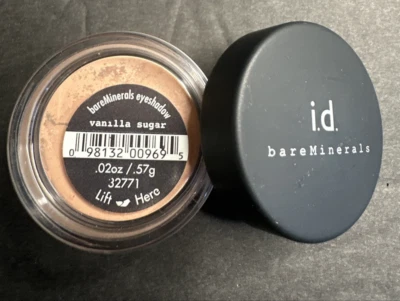 bareMinerals eyeshadow
vanilla sugar
0 98132 00969 5
.02oz /.57g
32771
Lift Here
i.d.
bareMinerals